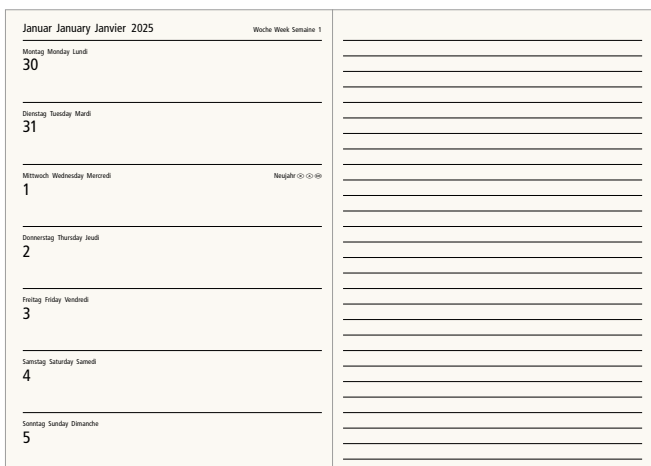 Januar January Janvier 2025 Woche Week Semaine 1
Montag Monday Lundi
30
Dienstag Tuesday Mardi
31
Mittwoch Wednesday Mercredi Neujahr
1
Donnerstag Thursday Jeudi
2
Freitag Friday Vendredi
3
Samstag Saturday Samedi
4
Sonntag Sunday Dimanche
5